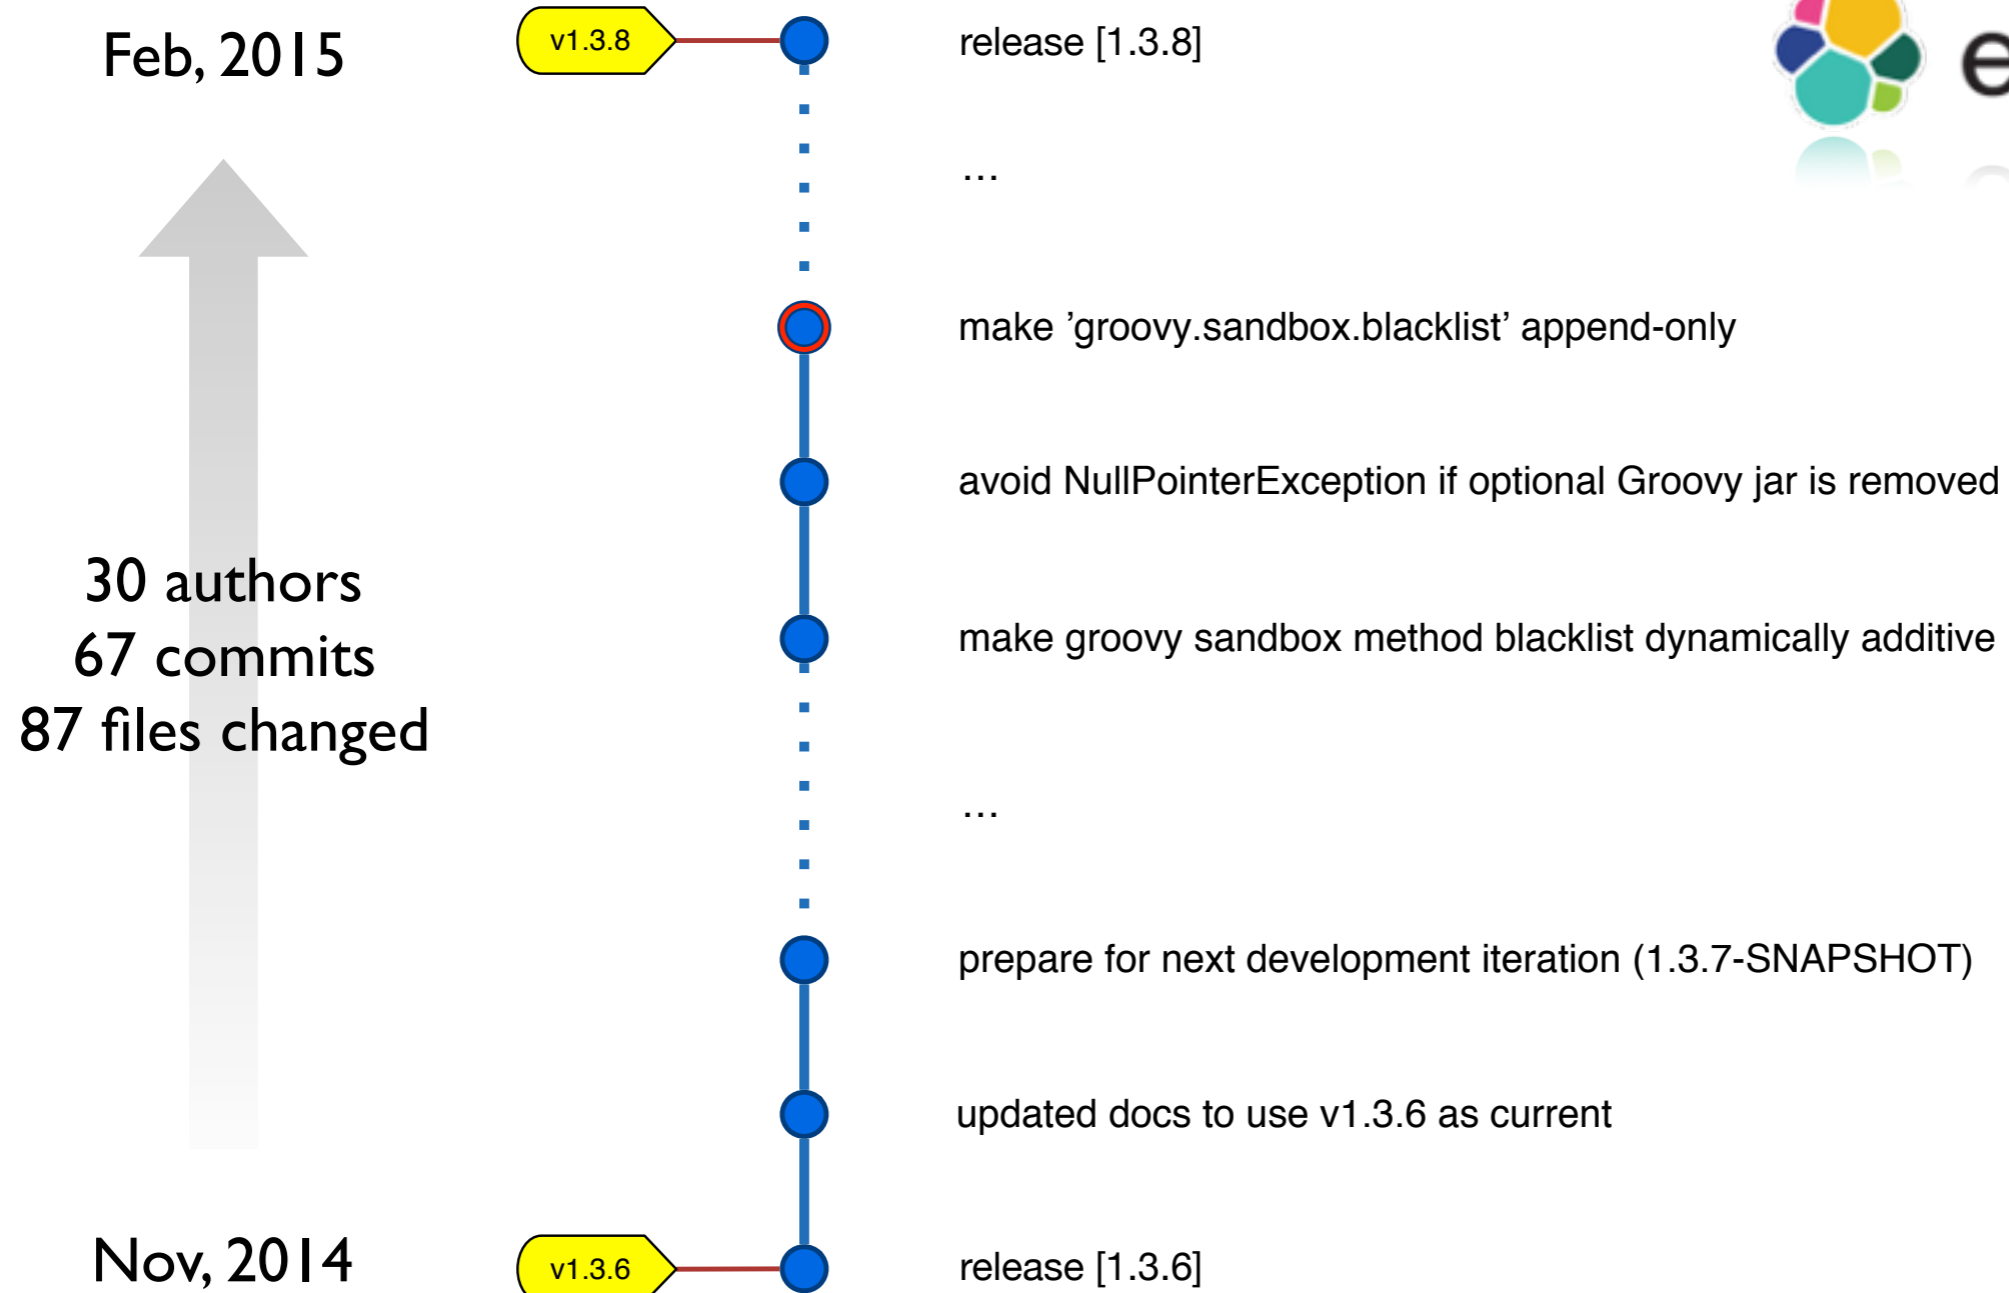 Feb, 2015
v1.3.8
release [1.3.8]
e
…
make ’groovy.sandbox.blacklist’ append-only
avoid NullPointerException if optional Groovy jar is removed
30 authors
67 commits
87 files changed
make groovy sandbox method blacklist dynamically additive
…
prepare for next development iteration (1.3.7-SNAPSHOT)
updated docs to use v1.3.6 as current
Nov, 2014
v1.3.6
release [1.3.6]